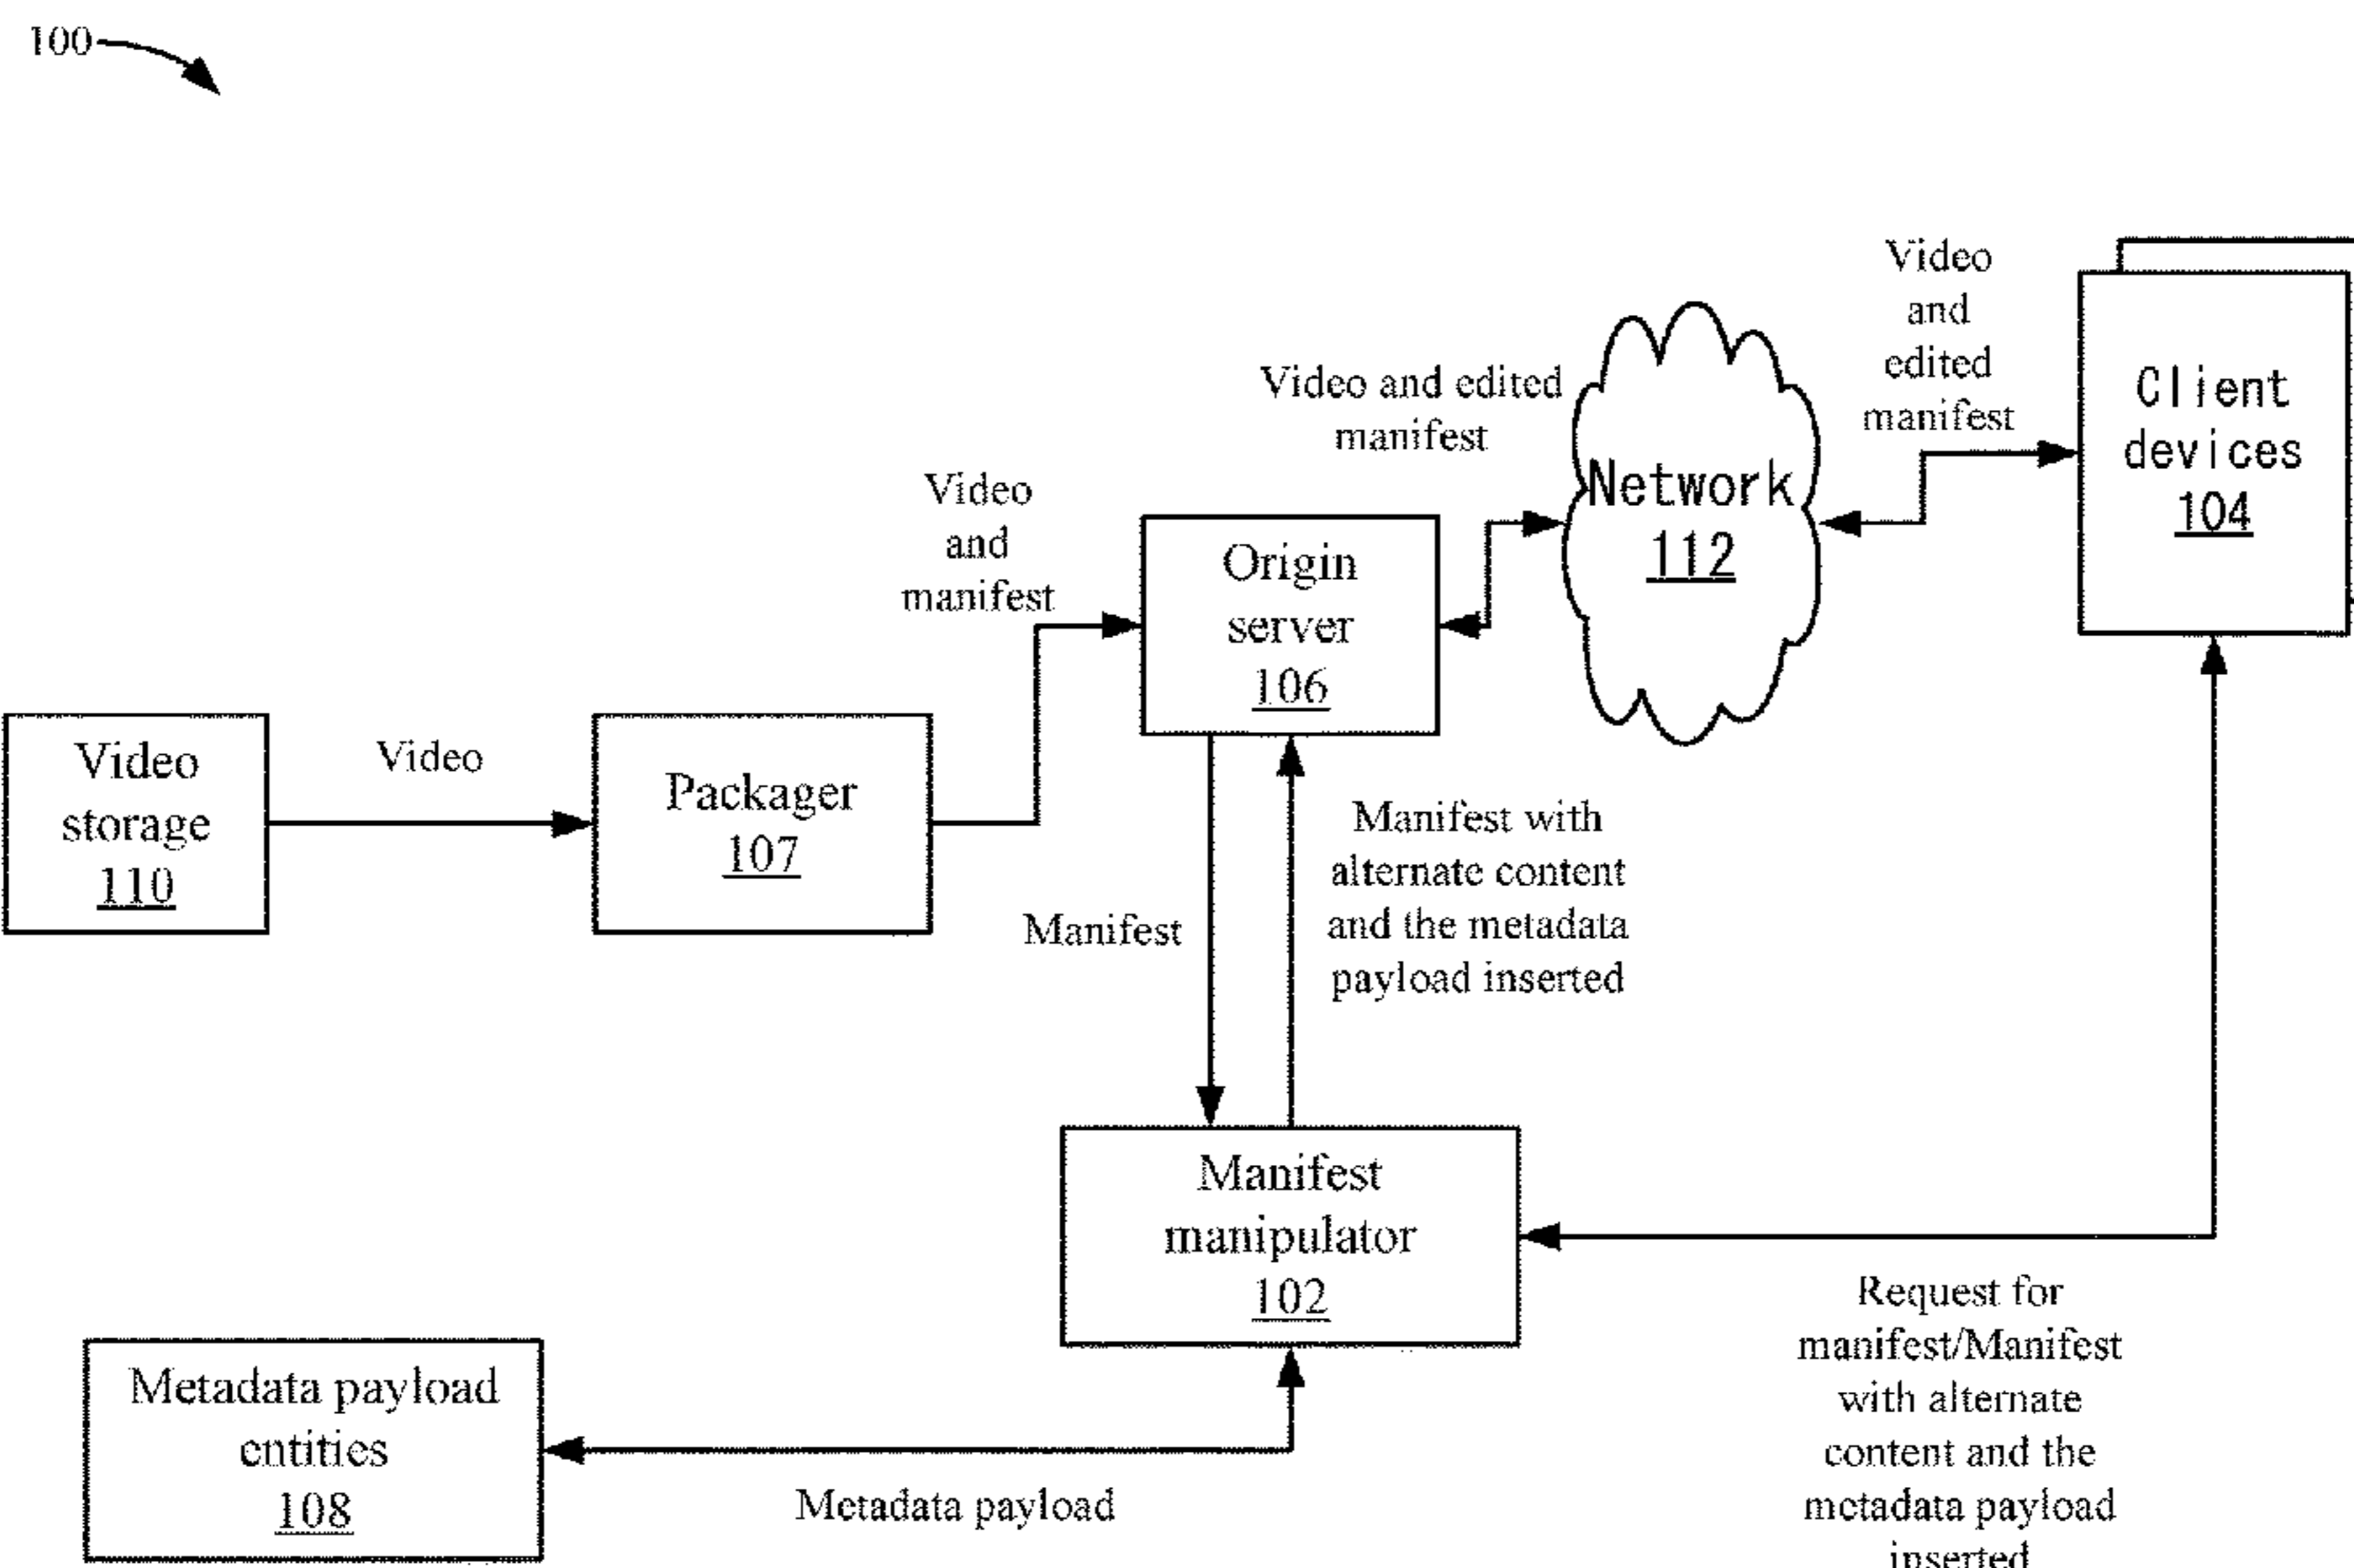 100
Video
and
edited
manifest
Client
devices
104
Video and edited
manifest
Network
112
Video
and
manifest
Origin
server
106
Video
storage
110
Video
Packager
107
Manifest
Manifest with
alternate content
and the metadata
payload inserted
Manifest
manipulator
102
Request for
manifest/Manifest
with alternate
content and the
metadata payload
inserted
Metadata payload
entities
108
Metadata payload